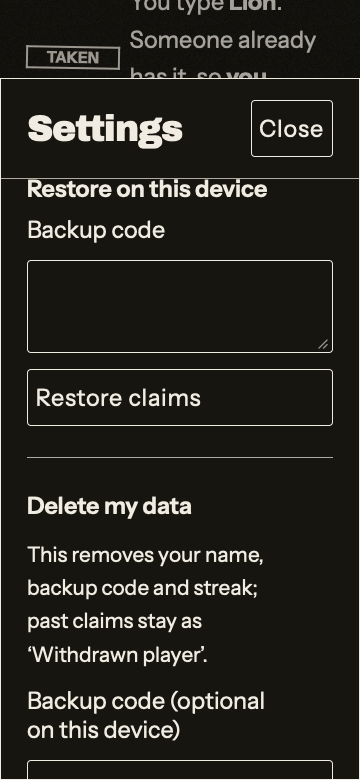 You type Lion.
Someone already
TAKEN
has it, so you
Settings
Close
Restore on this device
Backup code
Restore claims
Delete my data
This removes your name,
backup code and streak;
past claims stay as
‘Withdrawn player’.
Backup code (optional
on this device)